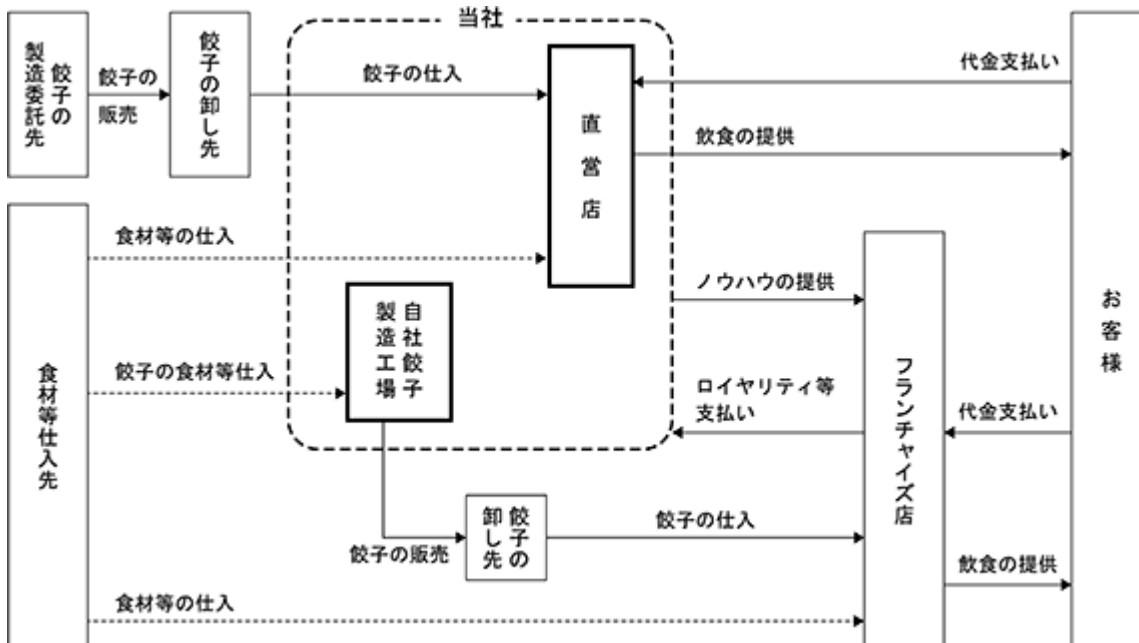 当社
餃子の
製造委託先
餃子の
販売
餃子の卸し先
餃子の仕入
直営店
代金支払い
飲食の提供
お客様
食材等の仕入
ノウハウの提供
自社餃子
製造工場
餃子の食材等仕入
食材等仕入先
ロイヤリティ等
支払い
フランチャイズ店
代金支払い
餃子の販売
餃子の
卸し先
餃子の仕入
飲食の提供
食材等の仕入